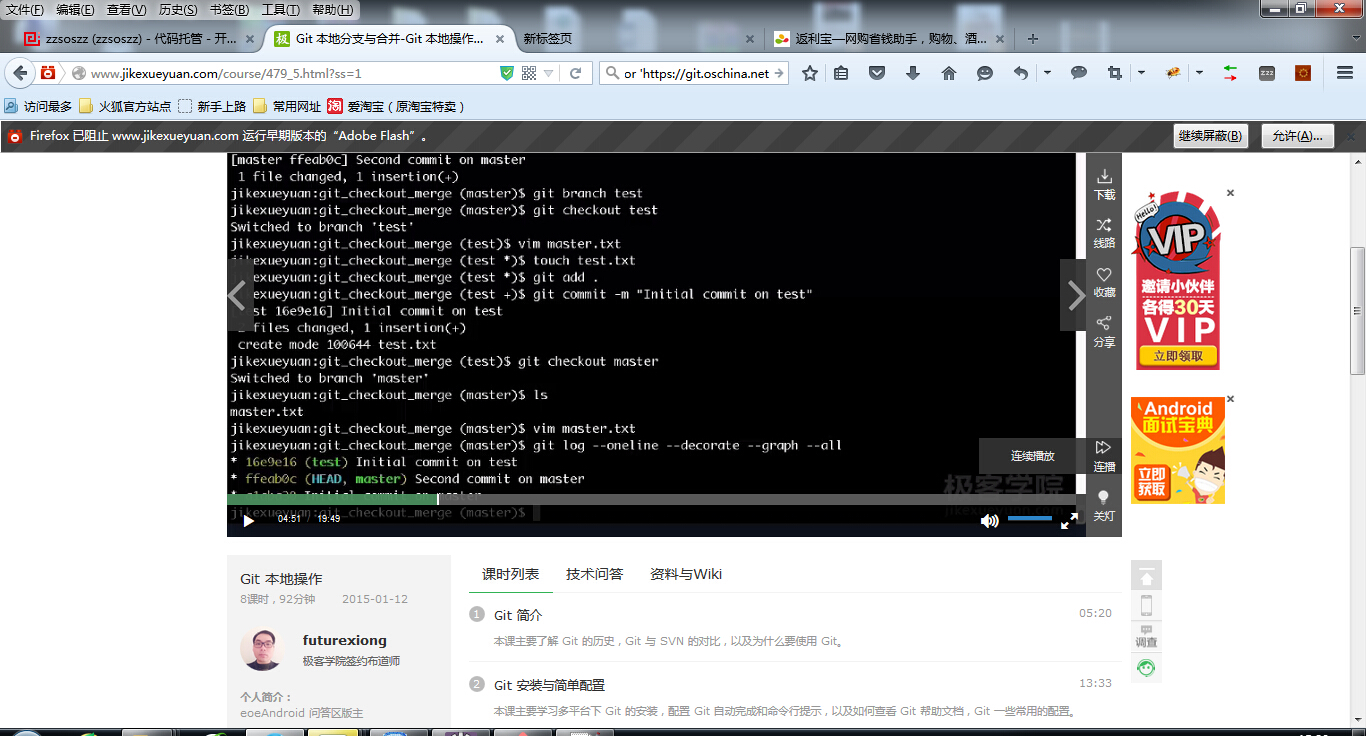 文件(F) 编辑(E) 查看(V) 历史(S) 书签(B) 工具(T) 帮助(H)
zzsoszz (zzsoszz) - 代码托管 - 开...
Git 本地分支与合并-Git 本地操作...
新标签页
返利宝—网购省钱助手，购物、酒...
www.jikexueyuan.com/course/479_5.html?ss=1
or 'https://git.oschina.net
zzz
访问最多 火狐官方站点 新手上路 常用网址 淘 爱淘宝（原淘宝特卖）
Firefox 已阻止 www.jikexueyuan.com 运行早期版本的“Adobe Flash”。
继续屏蔽(B)
允许(A)...
[master ffeab0c] Second commit on master
1 file changed, 1 insertion(+)
jikexueyuan:git_checkout_merge (master)$ git branch test
jikexueyuan:git_checkout_merge (master)$ git checkout test
Switched to branch 'test'
jikexueyuan:git_checkout_merge (test)$ vim master.txt
jikexueyuan:git_checkout_merge (test *)$ touch test.txt
jikexueyuan:git_checkout_merge (test *)$ git add .
jikexueyuan:git_checkout_merge (test +)$ git commit -m "Initial commit on test"
16e9e16] Initial commit on test
files changed, 1 insertion(+)
create mode 100644 test.txt
jikexueyuan:git_checkout_merge (test)$ git checkout master
Switched to branch 'master'
jikexueyuan:git_checkout_merge (master)$ ls
master.txt
jikexueyuan:git_checkout_merge (master)$ vim master.txt
jikexueyuan:git_checkout_merge (master)$ git log --oneline --decorate --graph --all
* 16e9e16 (test) Initial commit on test
* ffeab0c (HEAD, master) Second commit on master
jikexueyuan:git_checkout_merge (master)$
极客学院
jikexueyuan.com
04:51 19:49
下载
线路
收藏
分享
连续播放
连播
关灯
Hello!
VIP
邀请小伙伴
各得30天
VIP
立即领取
Android
面试宝典
立即
获取
Git 本地操作
8课时，92分钟 2015-01-12
futurexiong
极客学院签约布道师
个人简介：
eoeAndroid 问答区版主
课时列表 技术问答 资料与Wiki
1 Git 简介 05:20
本课主要了解 Git 的历史，Git 与 SVN 的对比，以及为什么要使用 Git。
2 Git 安装与简单配置 13:33
本课主要学习多平台下 Git 的安装，配置 Git 自动完成和命令行提示，以及如何查看 Git 帮助文档，Git 一些常用的配置。
调查